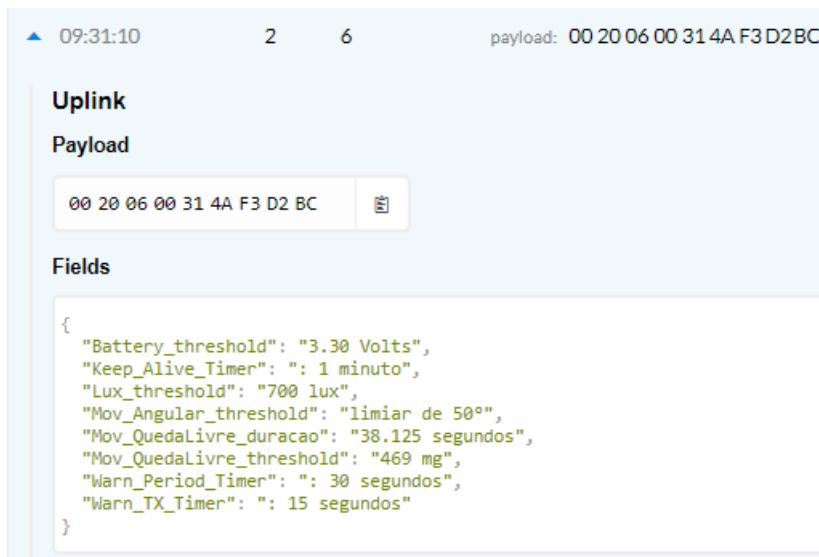 09:31:10 2 6 payload: 00 20 06 00 31 4A F3 D2 BC
Uplink
Payload
00 20 06 00 31 4A F3 D2 BC
Fields
{
"Battery_threshold": "3.30 Volts",
"Keep_Alive_Timer": ": 1 minuto",
"Lux_threshold": "700 lux",
"Mov_Angular_threshold": "limiar de 50º",
"Mov_QuedaLivre_duracao": "38.125 segundos",
"Mov_QuedaLivre_threshold": "469 mg",
"Warn_Period_Timer": ": 30 segundos",
"Warn_TX_Timer": ": 15 segundos"
}